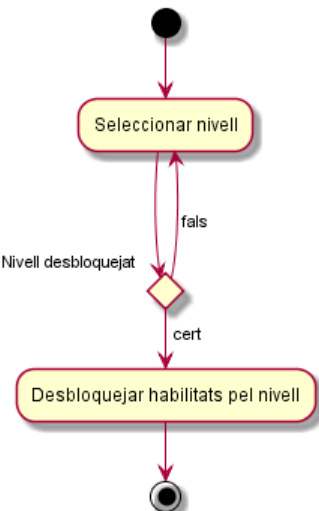 Seleccionar nivell
fals
Nivell desbloquejat
cert
Desbloquejar habilitats pel nivell